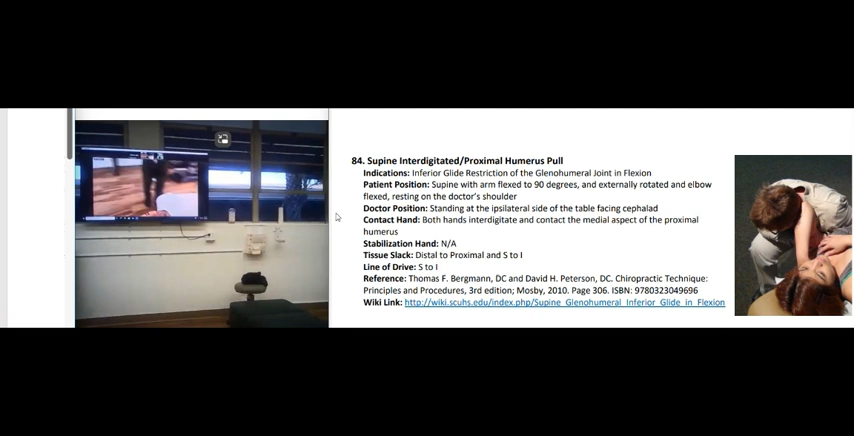 84. Supine Interdigitated/Proximal Humerus Pull
Indications: Inferior Glide Restriction of the Glenohumeral Joint in Flexion
Patient Position: Supine with arm flexed to 90 degrees, and externally rotated and elbow
flexed, resting on the doctor's shoulder
Doctor Position: Standing at the ipsilateral side of the table facing cephalad
Contact Hand: Both hands interdigitate and contact the medial aspect of the proximal
humerus
Stabilization Hand: N/A
Tissue Slack: Distal to Proximal and S to I
Line of Drive: S to I
Reference: Thomas F. Bergmann, DC and David H. Peterson, DC. Chiropractic Technique:
Principles and Procedures, 3rd edition; Mosby, 2010. Page 306. ISBN: 9780323049696
Wiki Link: http://wiki.scuhs.edu/index.php/Supine_Glenohumeral_Inferior_Glide_in_Flexion